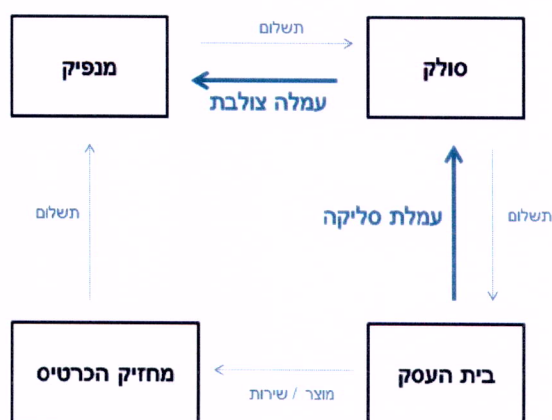 תשלום
סולק
מנפיק
עמלה צולבת
תשלום
עמלת סליקה
תשלום
בית העסק
מחזיק הכרטיס
מוצר / שירות